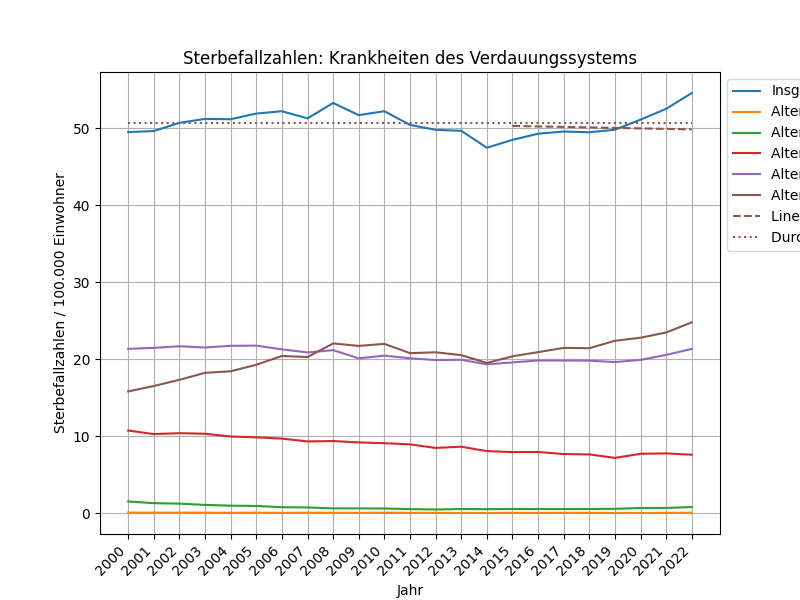 Sterbefallzahlen: Krankheiten des Verdauungssystems
Sterbefallzahlen / 100.000 Einwohner
50
40
30
20
10
0
2000
2001
2002
2003
2004
2005
2006
2007
2008
2009
2010
2011
2012
2013
2014
2015
2016
2017
2018
2019
2020
2021
2022
Jahr
Insg
Alter
Alter
Alter
Alter
Alter
Line
Durc